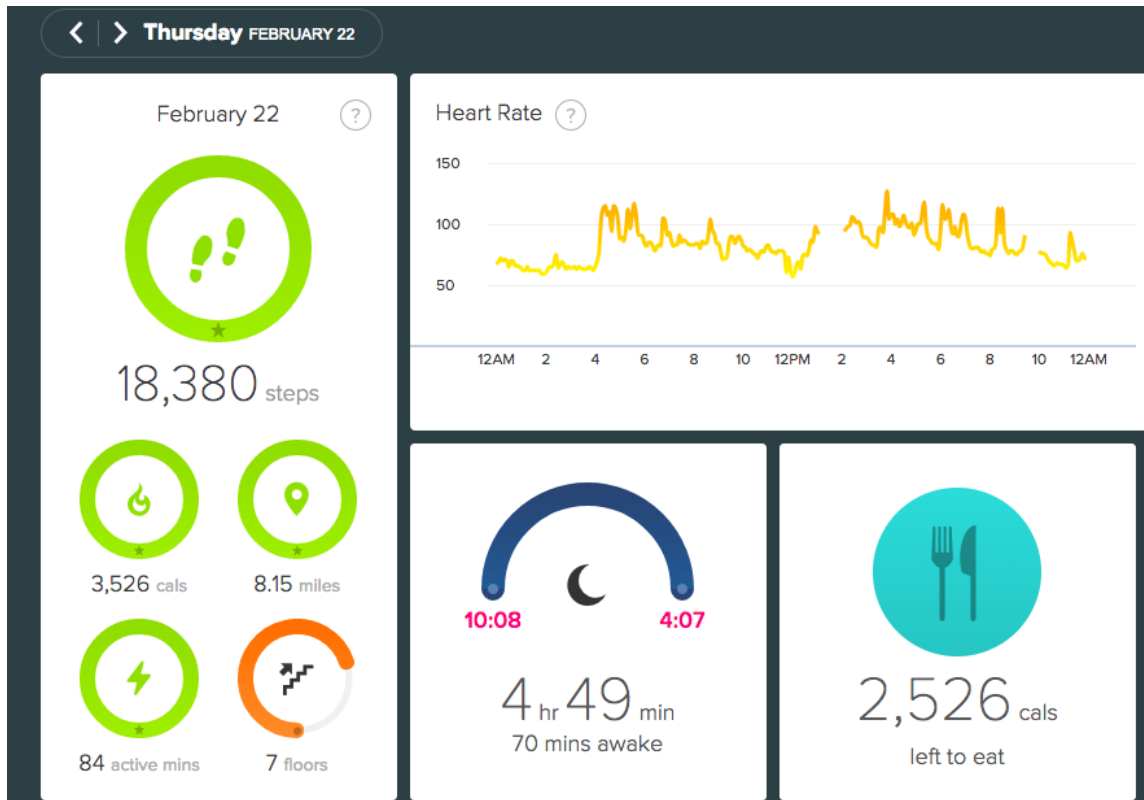 Thursday FEBRUARY 22
February 22 ?
18,380 steps
3,526 cals
8.15 miles
84 active mins
7 floors
Heart Rate ?
150
100
50
12AM 2 4 6 8 10 12PM 2 4 6 8 10 12AM
10:08 4:07
4 hr 49 min
70 mins awake
2,526 cals
left to eat